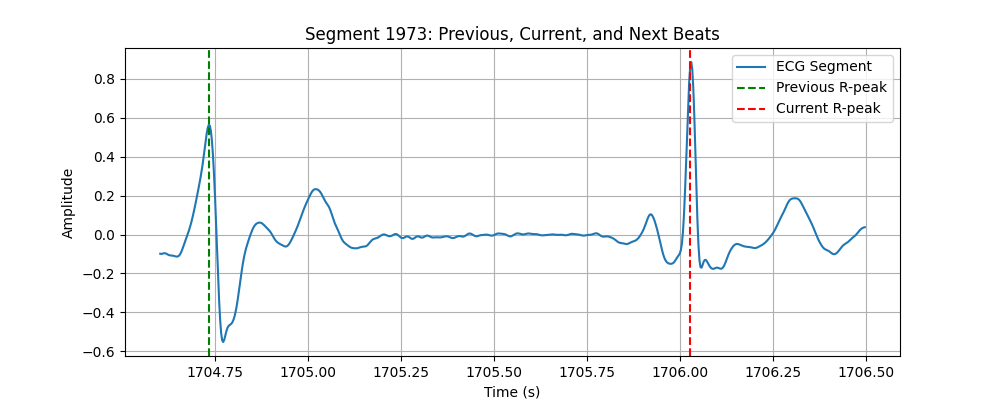 Segment 1973: Previous, Current, and Next Beats
ECG Segment
Previous R-peak
Current R-peak
Amplitude
0.8
0.6
0.4
0.2
0.0
−0.2
−0.4
−0.6
1704.75 1705.00 1705.25 1705.50 1705.75 1706.00 1706.25 1706.50
Time (s)